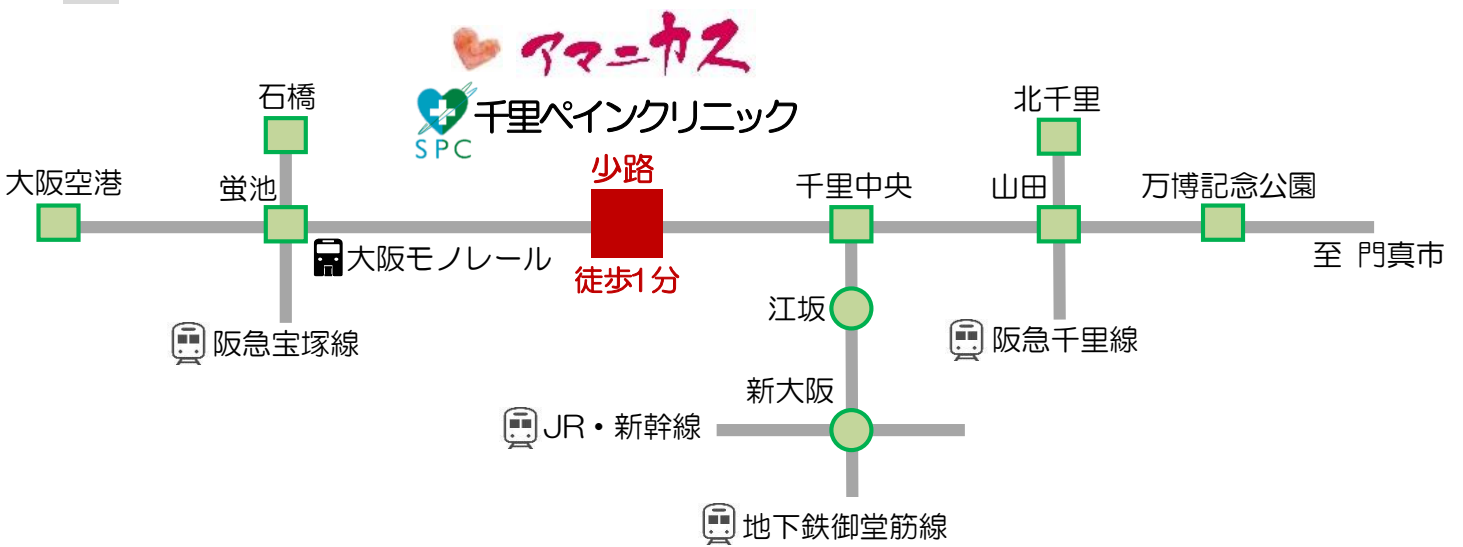 アマニカス
千里ペインクリニック
SPC
石橋
北千里
少路
大阪空港
蛍池
千里中央
山田
万博記念公園
大阪モノレール
至 門真市
徒歩1分
江坂
阪急宝塚線
阪急千里線
新大阪
JR・新幹線
地下鉄御堂筋線